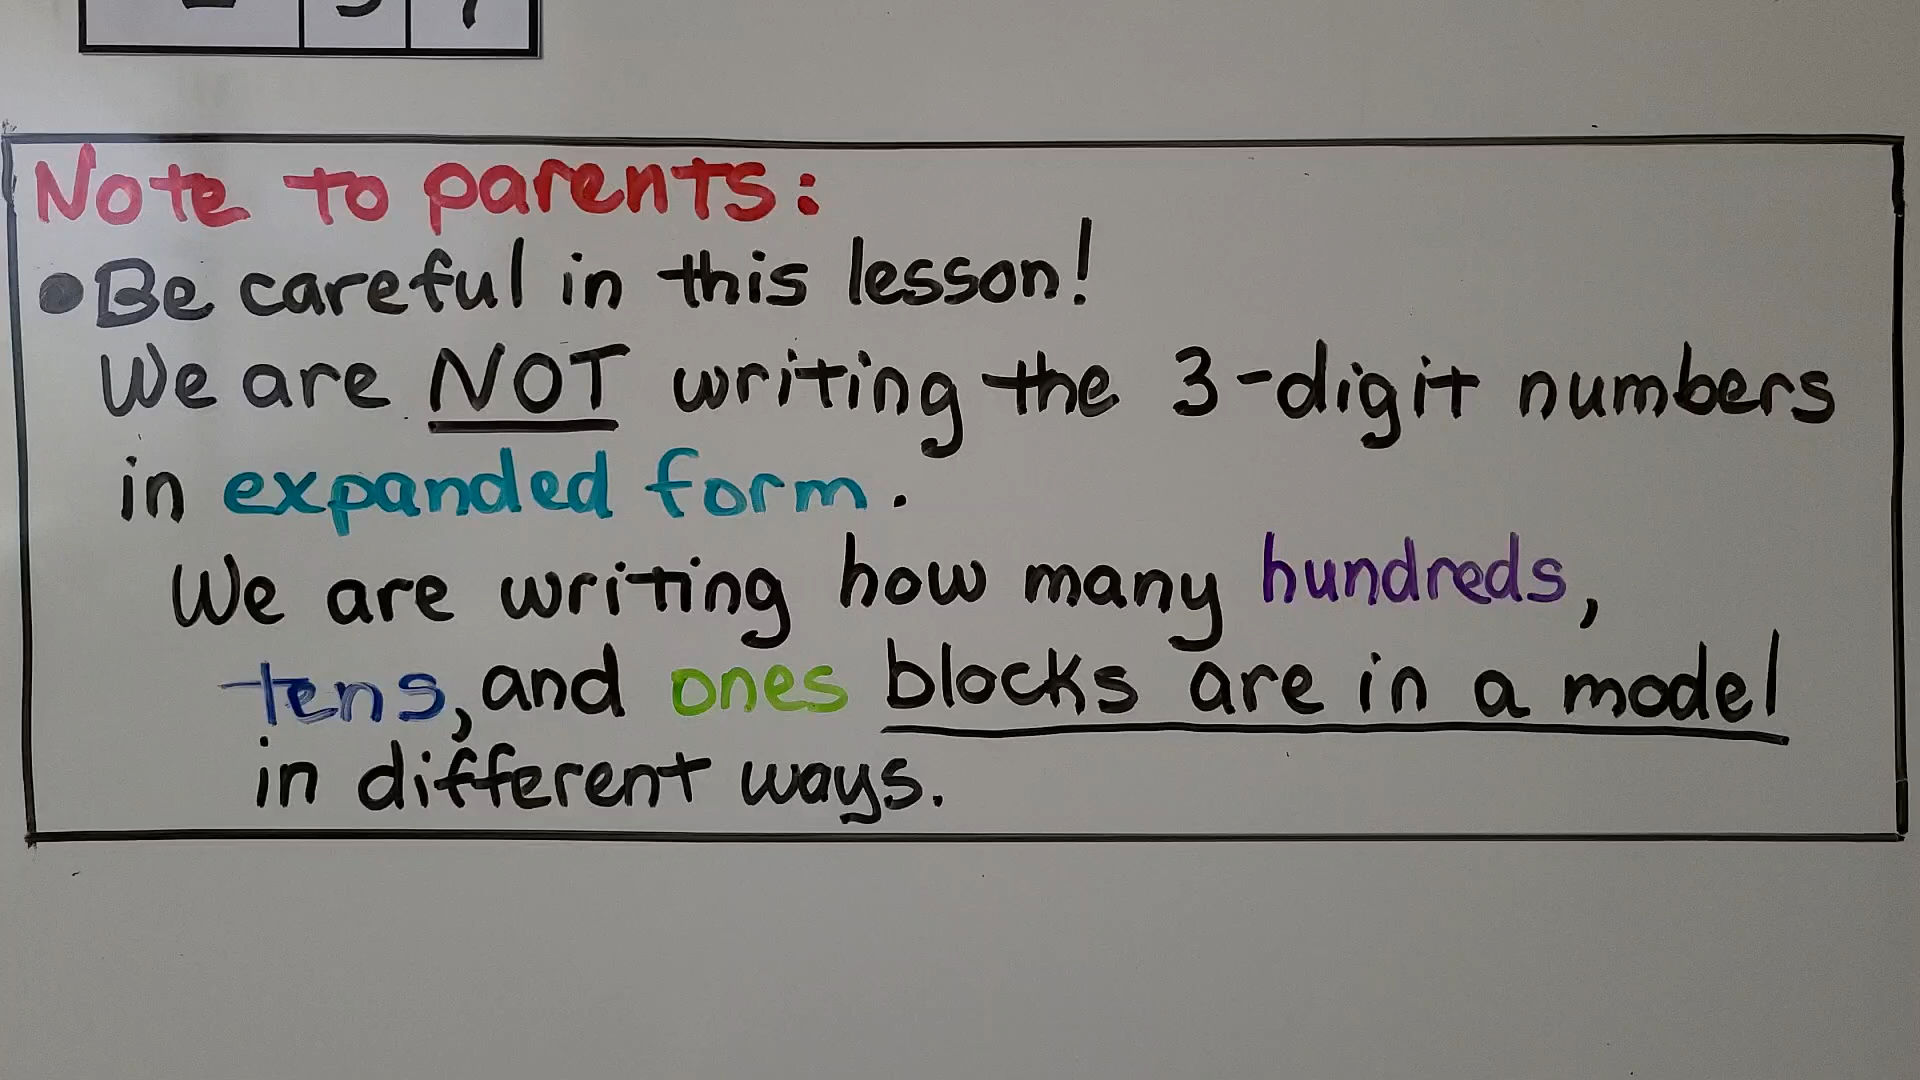 Note to parents:
•Be careful in this lesson!
We are NOT writing the 3-digit numbers
in expanded form.
We are writing how many hundreds,
tens, and ones blocks are in a model
in different ways.